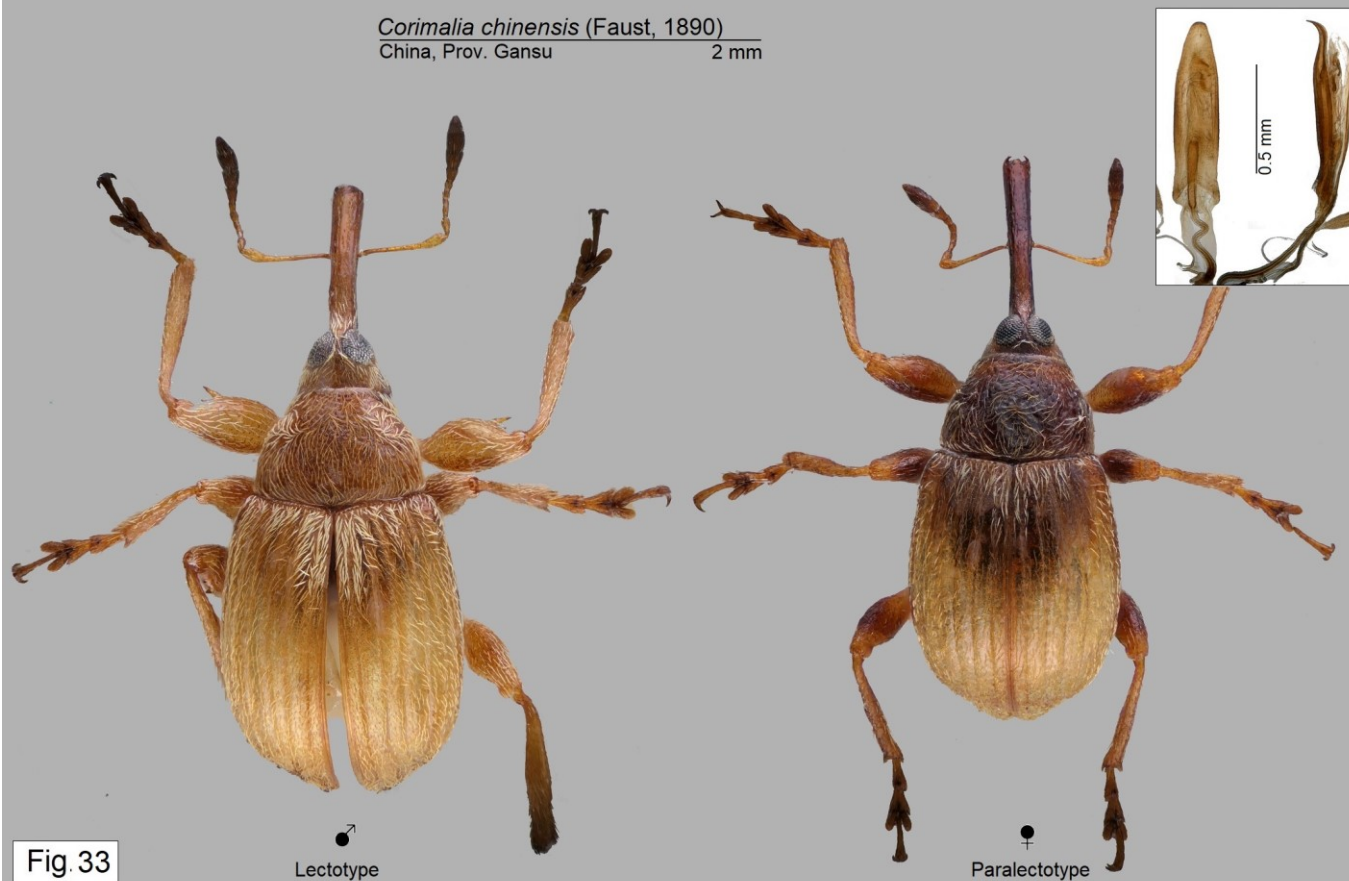 Corimalia chinensis (Faust, 1890)
China, Prov. Gansu 2 mm
0.5 mm
♂
Lectotype
♀
Paralectotype
Fig. 33